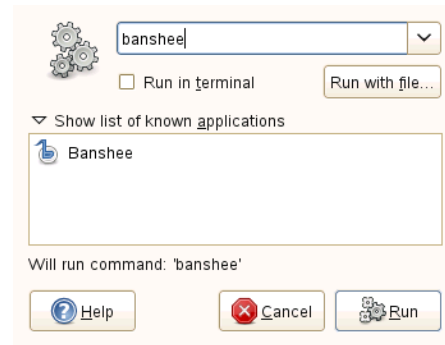 banshee
Run in terminal
Run with file...
Show list of known applications
Banshee
Will run command: 'banshee'
Help
Cancel
Run